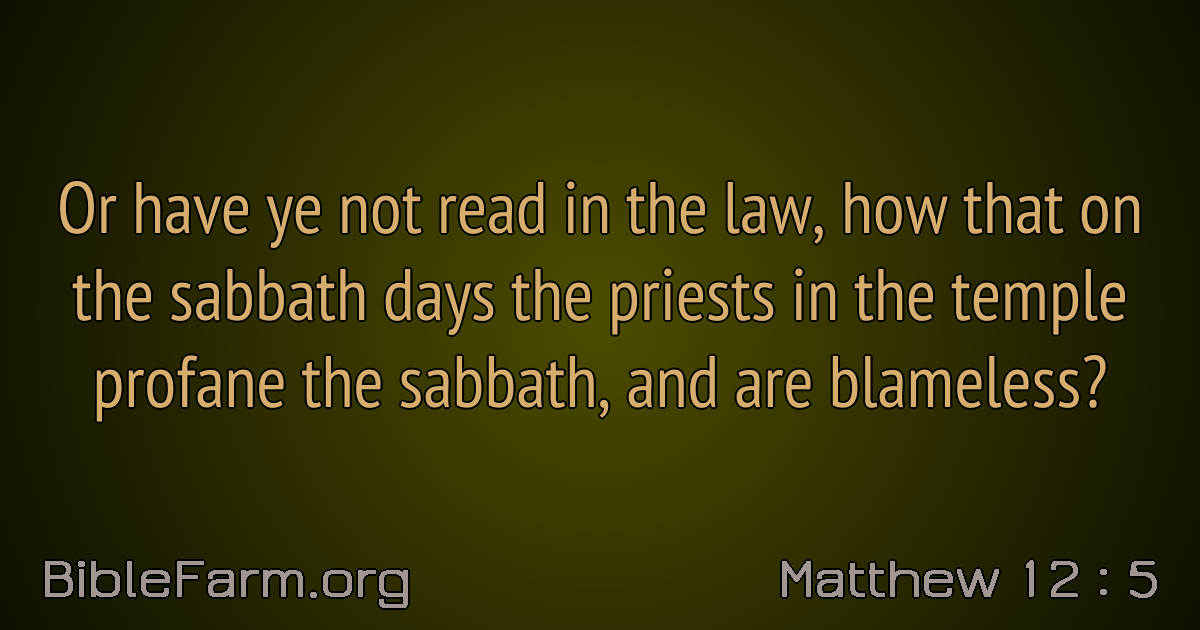 Or have ye not read in the law, how that on
the sabbath days the priests in the temple
profane the sabbath, and are blameless?
BibleFarm.org
Matthew 12 : 5